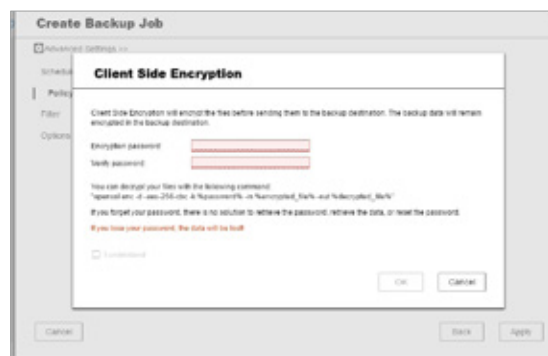 Create Backup Job
Advanced Settings >>
Schedul
Policy
Filter
Options
Client Side Encryption
Client Side Encryption will encrypt the files before sending them to the backup destination. The backup data will remain
encrypted in the backup destination.
Encryption password:
Verify password:
You can decrypt your files with the following command:
"openssl enc -d -aes-256-cbc -k %password% -in %encrypted_file% -out %decrypted_file%"
If you forget your password, there is no solution to retrieve the password, retrieve the data, or reset the password.
If you lose your password, the data will be lost!
I understand
OK
Cancel
Cancel
Back
Apply